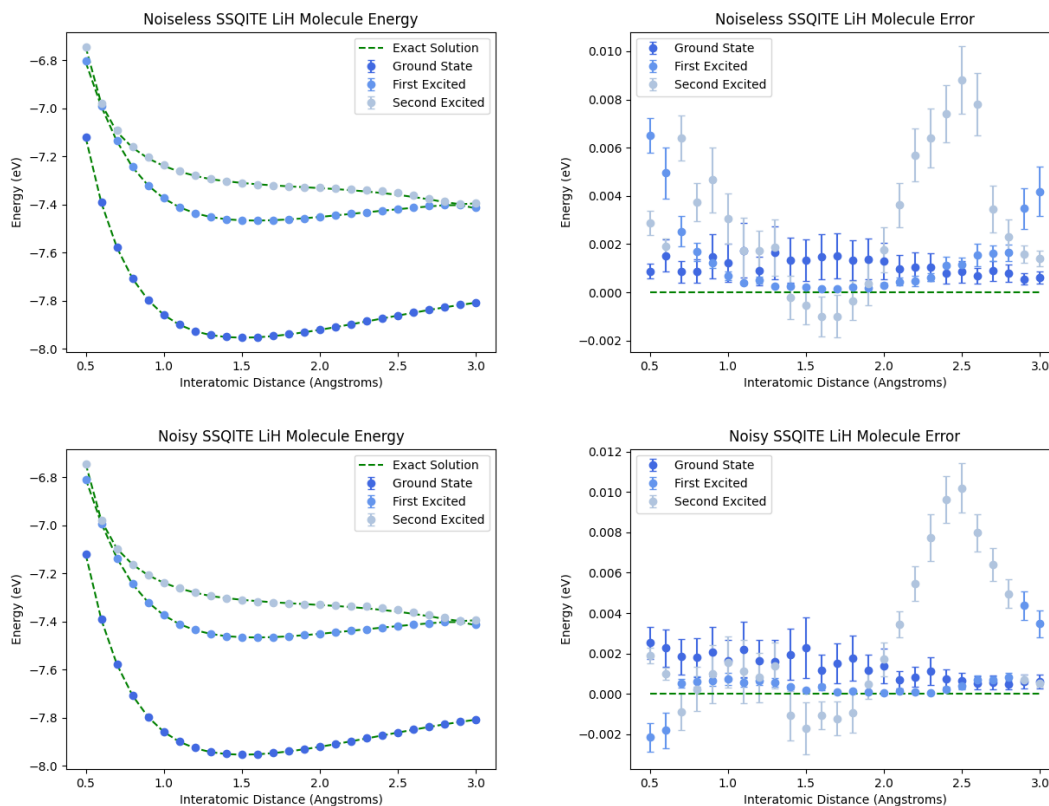 Noiseless SSQITE LiH Molecule Energy
Exact Solution
Ground State
First Excited
Second Excited
Energy (eV)
−6.8
−7.0
−7.2
−7.4
−7.6
−7.8
−8.0
0.5 1.0 1.5 2.0 2.5 3.0
Interatomic Distance (Angstroms)
Noiseless SSQITE LiH Molecule Error
Ground State
First Excited
Second Excited
Energy (eV)
0.010
0.008
0.006
0.004
0.002
0.000
−0.002
0.5 1.0 1.5 2.0 2.5 3.0
Interatomic Distance (Angstroms)
Noisy SSQITE LiH Molecule Energy
Exact Solution
Ground State
First Excited
Second Excited
Energy (eV)
−6.8
−7.0
−7.2
−7.4
−7.6
−7.8
−8.0
0.5 1.0 1.5 2.0 2.5 3.0
Interatomic Distance (Angstroms)
Noisy SSQITE LiH Molecule Error
Ground State
First Excited
Second Excited
Energy (eV)
0.012
0.010
0.008
0.006
0.004
0.002
0.000
−0.002
0.5 1.0 1.5 2.0 2.5 3.0
Interatomic Distance (Angstroms)